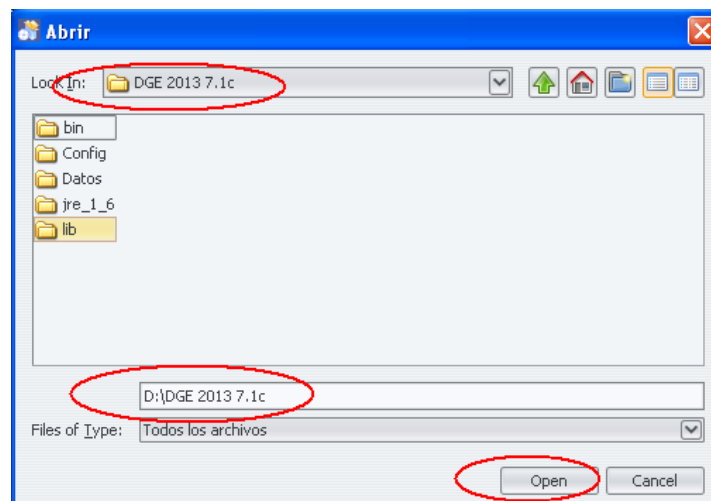 Abrir
Look In: DGE 2013 7.1c
bin
Config
Datos
jre_1_6
lib
D:\DGE 2013 7.1c
Files of Type: Todos los archivos
Open Cancel